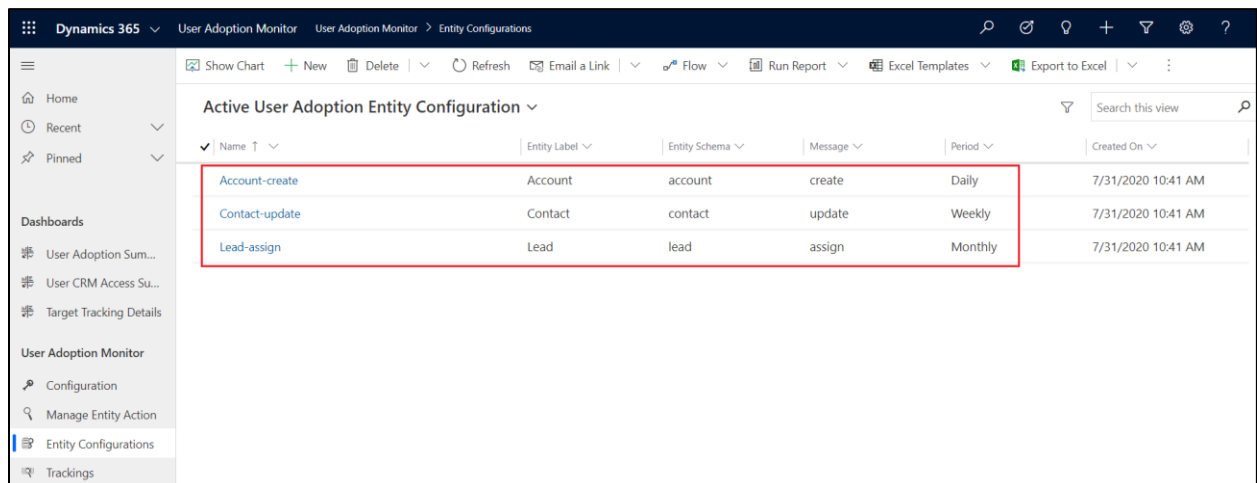 Dynamics 365 User Adoption Monitor User Adoption Monitor > Entity Configurations ?
Show Chart + New Delete Refresh Email a Link Flow Run Report Excel Templates Export to Excel
Home
Recent
Pinned
Dashboards
User Adoption Sum...
User CRM Access Su...
Target Tracking Details
User Adoption Monitor
Configuration
Manage Entity Action
Entity Configurations
Trackings
Active User Adoption Entity Configuration Search this view
Name ↑ Entity Label Entity Schema Message Period Created On
Account-create Account account create Daily 7/31/2020 10:41 AM
Contact-update Contact contact update Weekly 7/31/2020 10:41 AM
Lead-assign Lead lead assign Monthly 7/31/2020 10:41 AM